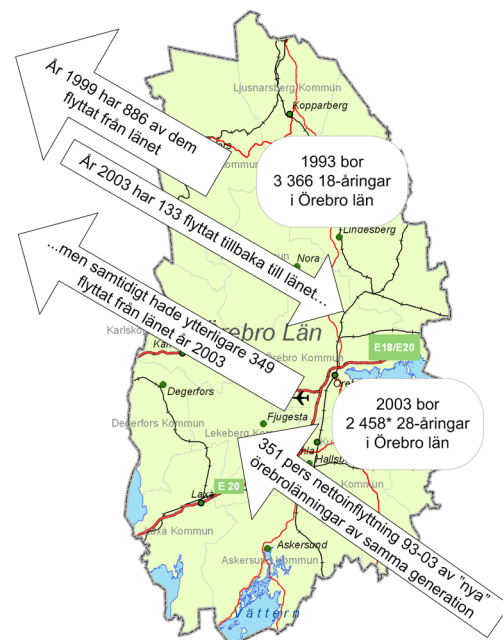 År 1999 har 886 av dem
flyttat från länet
Ljusnarsbergs Kommun
Kopparberg
1993 bor
3 366 18-åringar
i Örebro län
År 2003 har 133 flyttat tillbaka till länet...
Lindesberg
Nora
...men samtidigt hade ytterligare 349
flyttat från länet år 2003
Örebro Län
E18/E20
Örebro Kommun
Degerfors
Degerfors Kommun
Fjugesta
Lekeberg
2003 bor
2 458* 28-åringar
i Örebro län
351 pers nettoinflyttning 93-03 av "nya"
örebrolänningar av samma generation
E 20
Laxå
Laxå Kommun
Kommun
Askersund
Askersund Kommun
Vättern